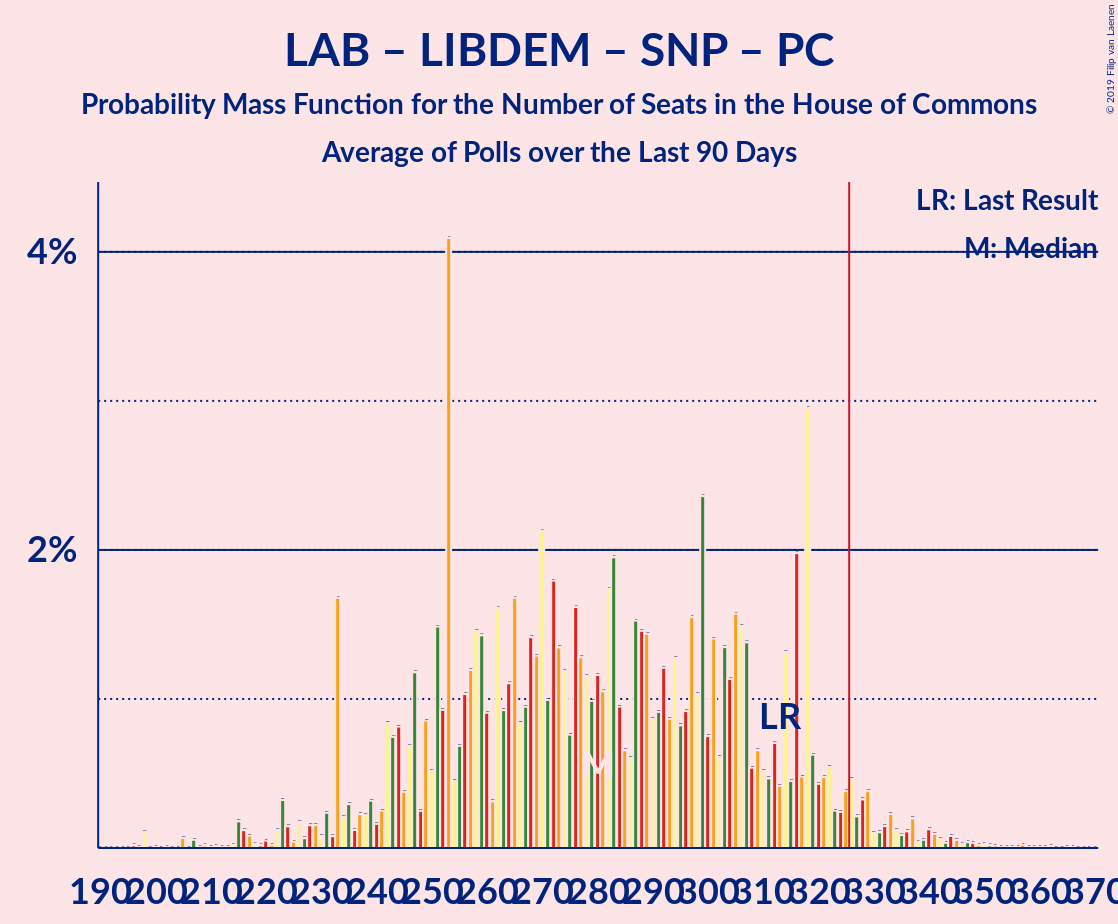 LAB – LIBDEM – SNP – PC
Probability Mass Function for the Number of Seats in the House of Commons
Average of Polls over the Last 90 Days
© 2019 Filip van Laenen
LR: Last Result
M: Median
4%
2%
LR
M
190 200 210 220 230 240 250 260 270 280 290 300 310 320 330 340 350 360 370